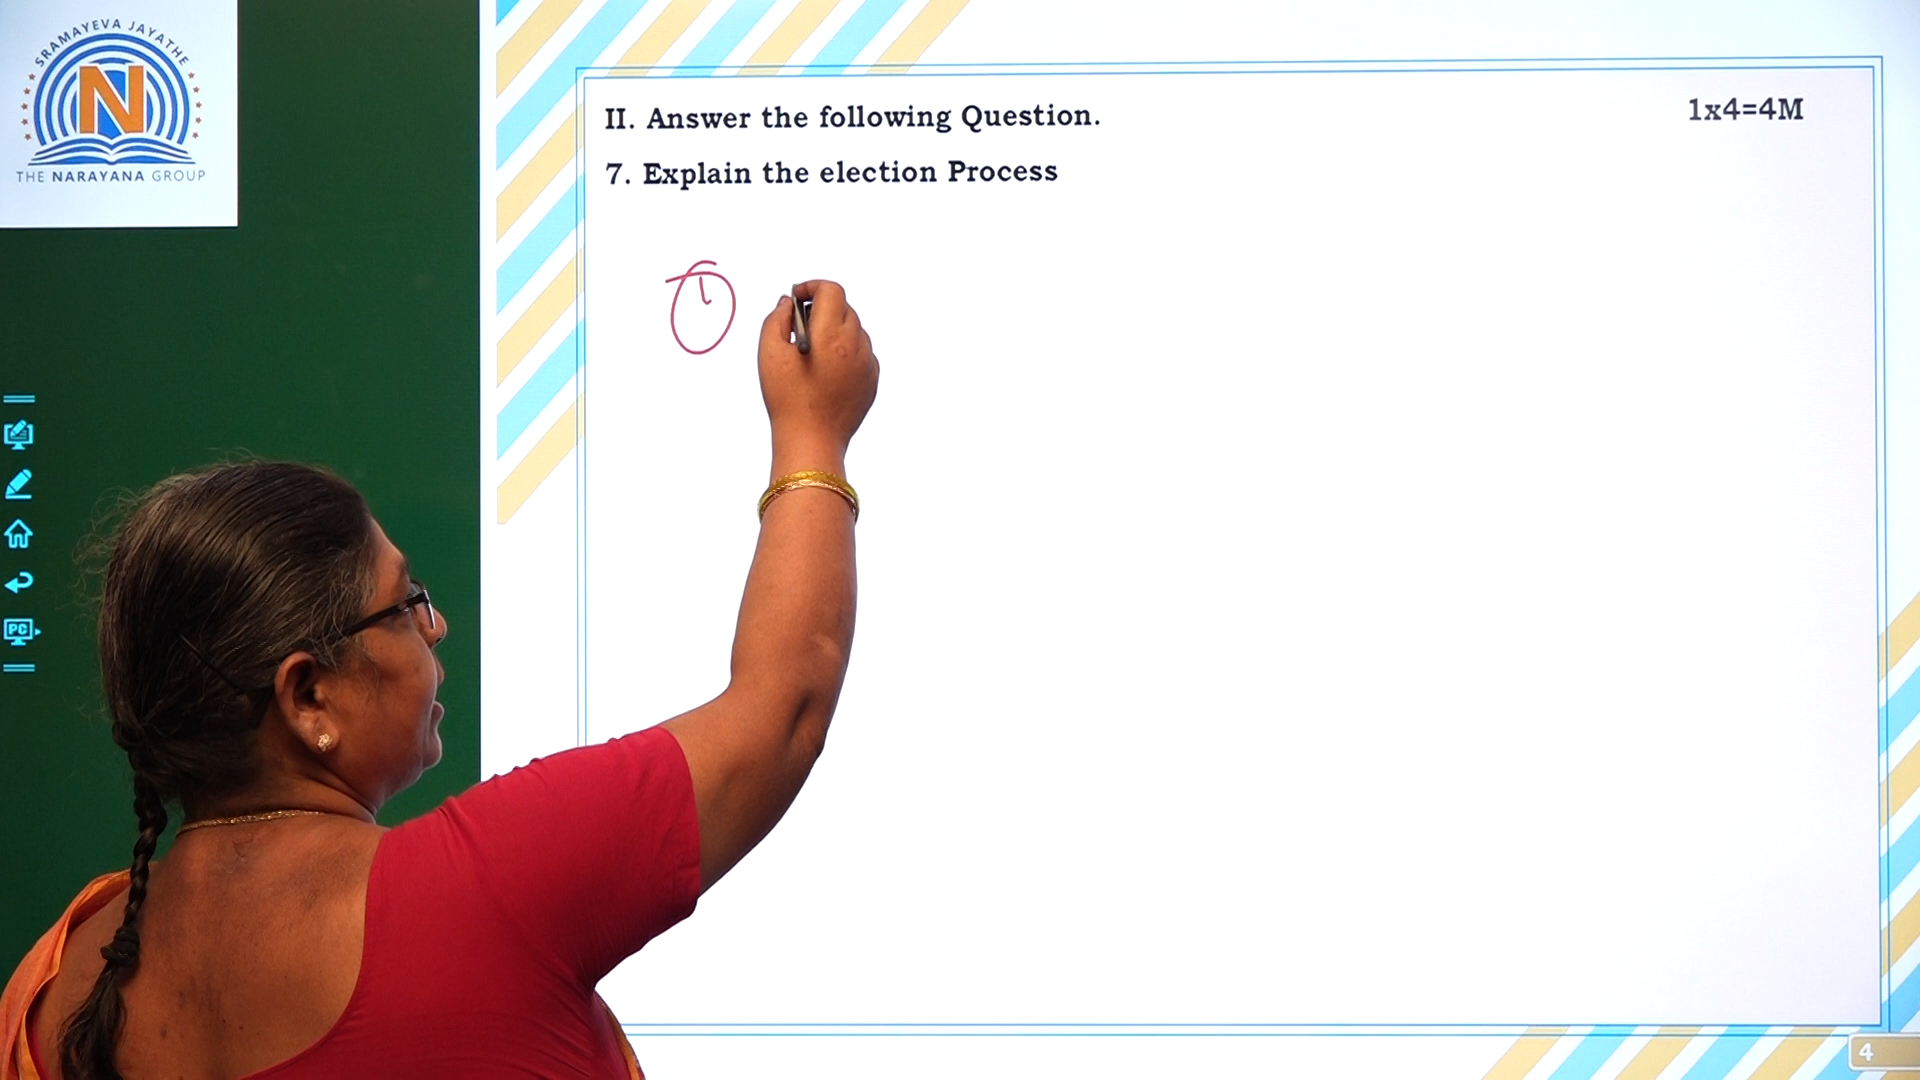 SRAMAYEVA JAYATHE
N
THE NARAYANA GROUP
II. Answer the following Question.
1x4=4M
7. Explain the election Process
1
PC
4